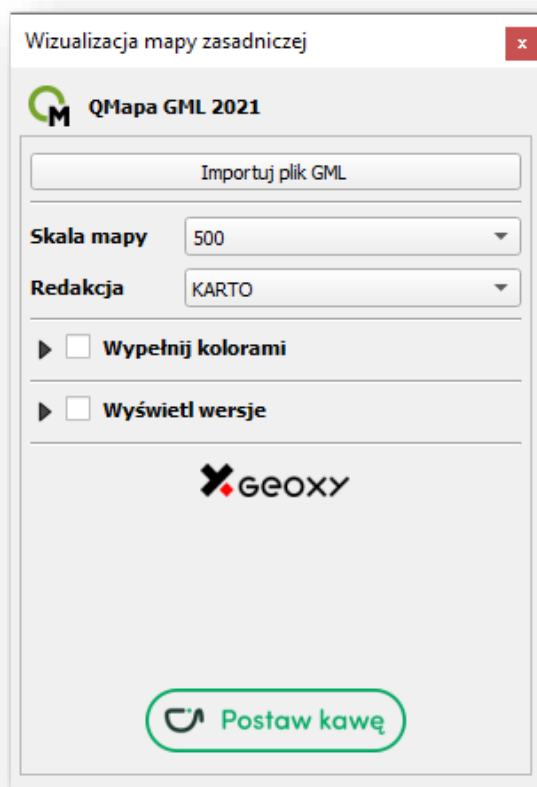 Wizualizacja mapy zasadniczej
x
QMapa GML 2021
Importuj plik GML
Skala mapy 500
Redakcja KARTO
Wypełnij kolorami
Wyświetl wersje
GEOXY
Postaw kawę